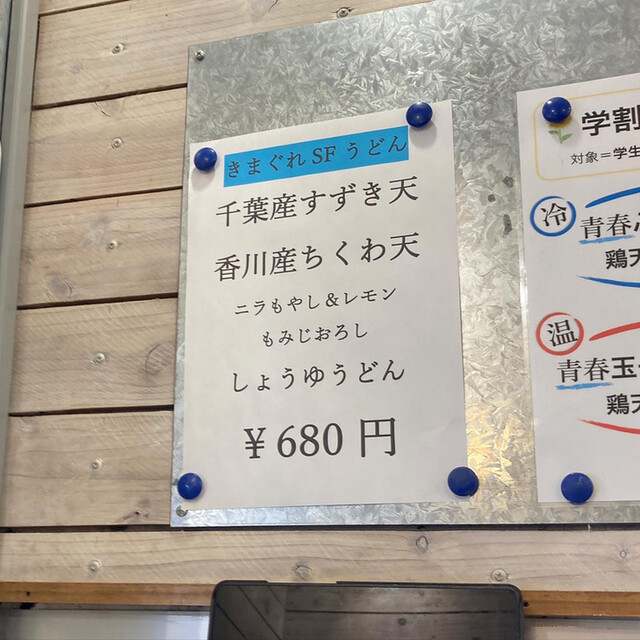 きまぐれSFうどん
千葉産すずき天
香川産ちくわ天
ニラもやし&レモン
もみじおろし
しょうゆうどん
¥680円
学割
対象=学生
冷
青春
鶏天
温
青春玉
鶏天